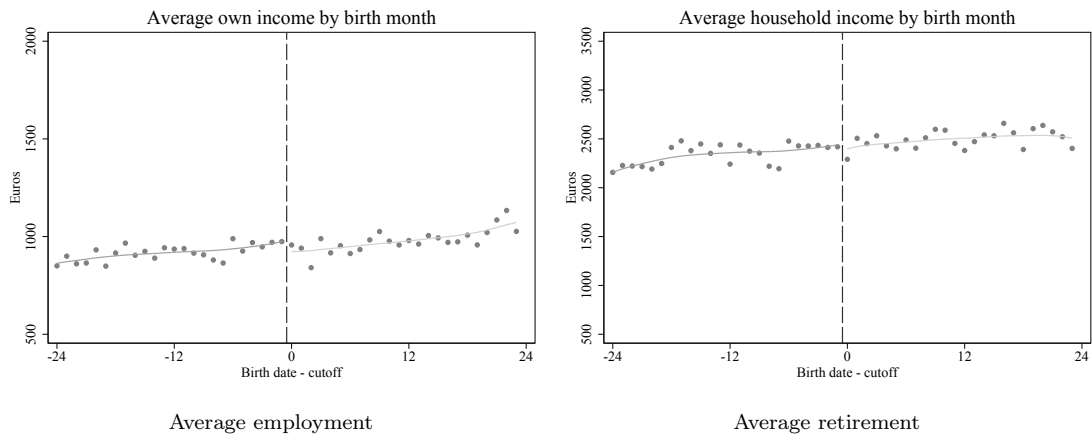 Average own income by birth month
2000
1500
Euros
1000
500
-24 -12 0 12 24
Birth date - cutoff
Average household income by birth month
3500
3000
2500
Euros
2000
1500
1000
500
-24 -12 0 12 24
Birth date - cutoff
Average employment
Average retirement